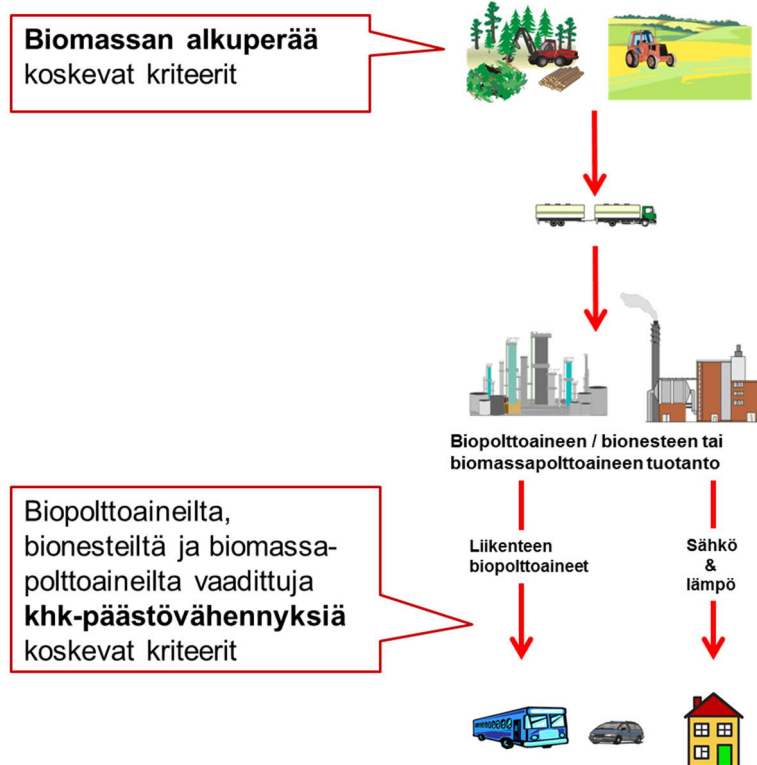 Biomassan alkuperää
koskevat kriteerit
Biopolttoaineen / bionesteen tai
biomassapolttoaineen tuotanto
Biopolttoaineilta,
bionesteiltä ja biomassa-
polttoaineilta vaadittuja
khk-päästövähennyksiä
koskevat kriteerit
Liikenteen
biopolttoaineet
Sähkö
&
lämpö